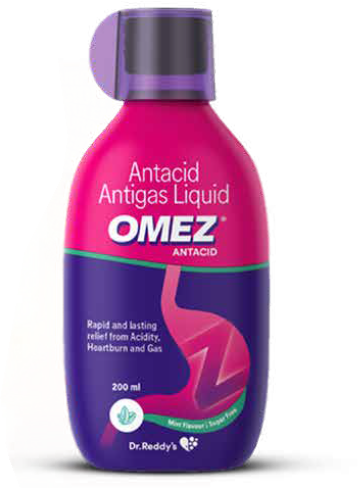 Antacid
Antigas Liquid
OMEZ®
ANTACID
Rapid and lasting
relief from Acidity,
Heartburn and Gas
200 ml
Mint Flavour | Sugar Free
Dr.Reddy's